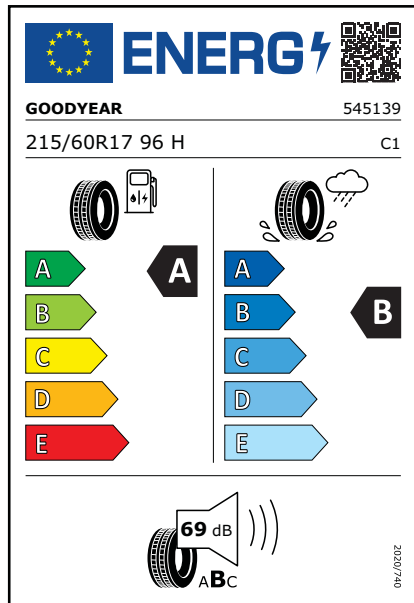 ENERG
GOODYEAR 545139
215/60R17 96 H C1
A A A
B B B
C C
D D
E E
69 dB
ABC
2020/740